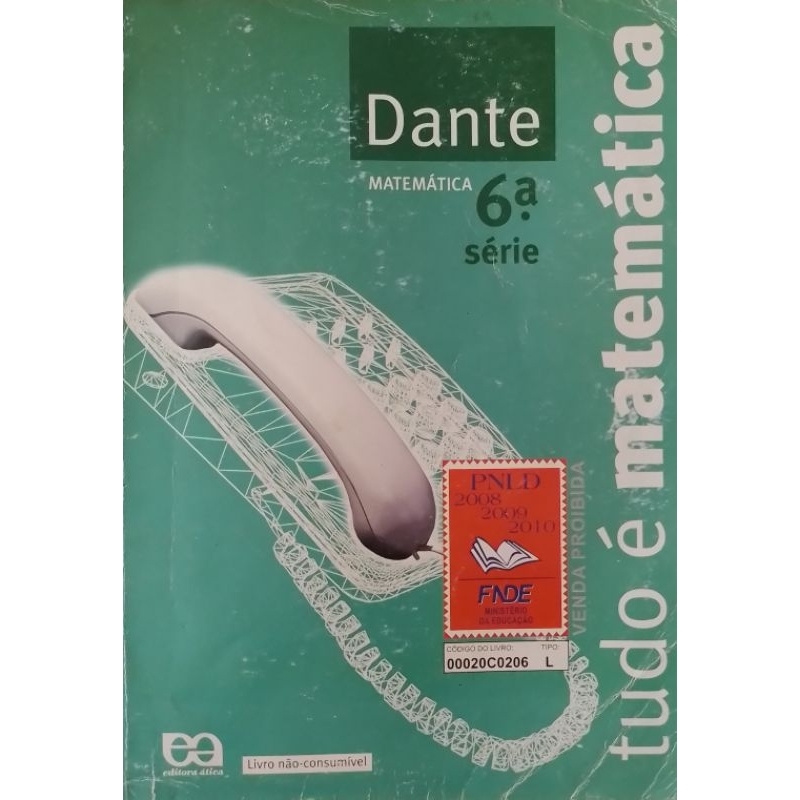 Dante
MATEMÁTICA
6ª.
série
tudo é matemática
PNLD
2008
2009
2010
FNDE
MINISTÉRIO
DA EDUCAÇÃO
VENDA PROIBIDA
CÓDIGO DO LIVRO: TIPO:
00020C0206 L
ea
editora ática
Livro não-consumível